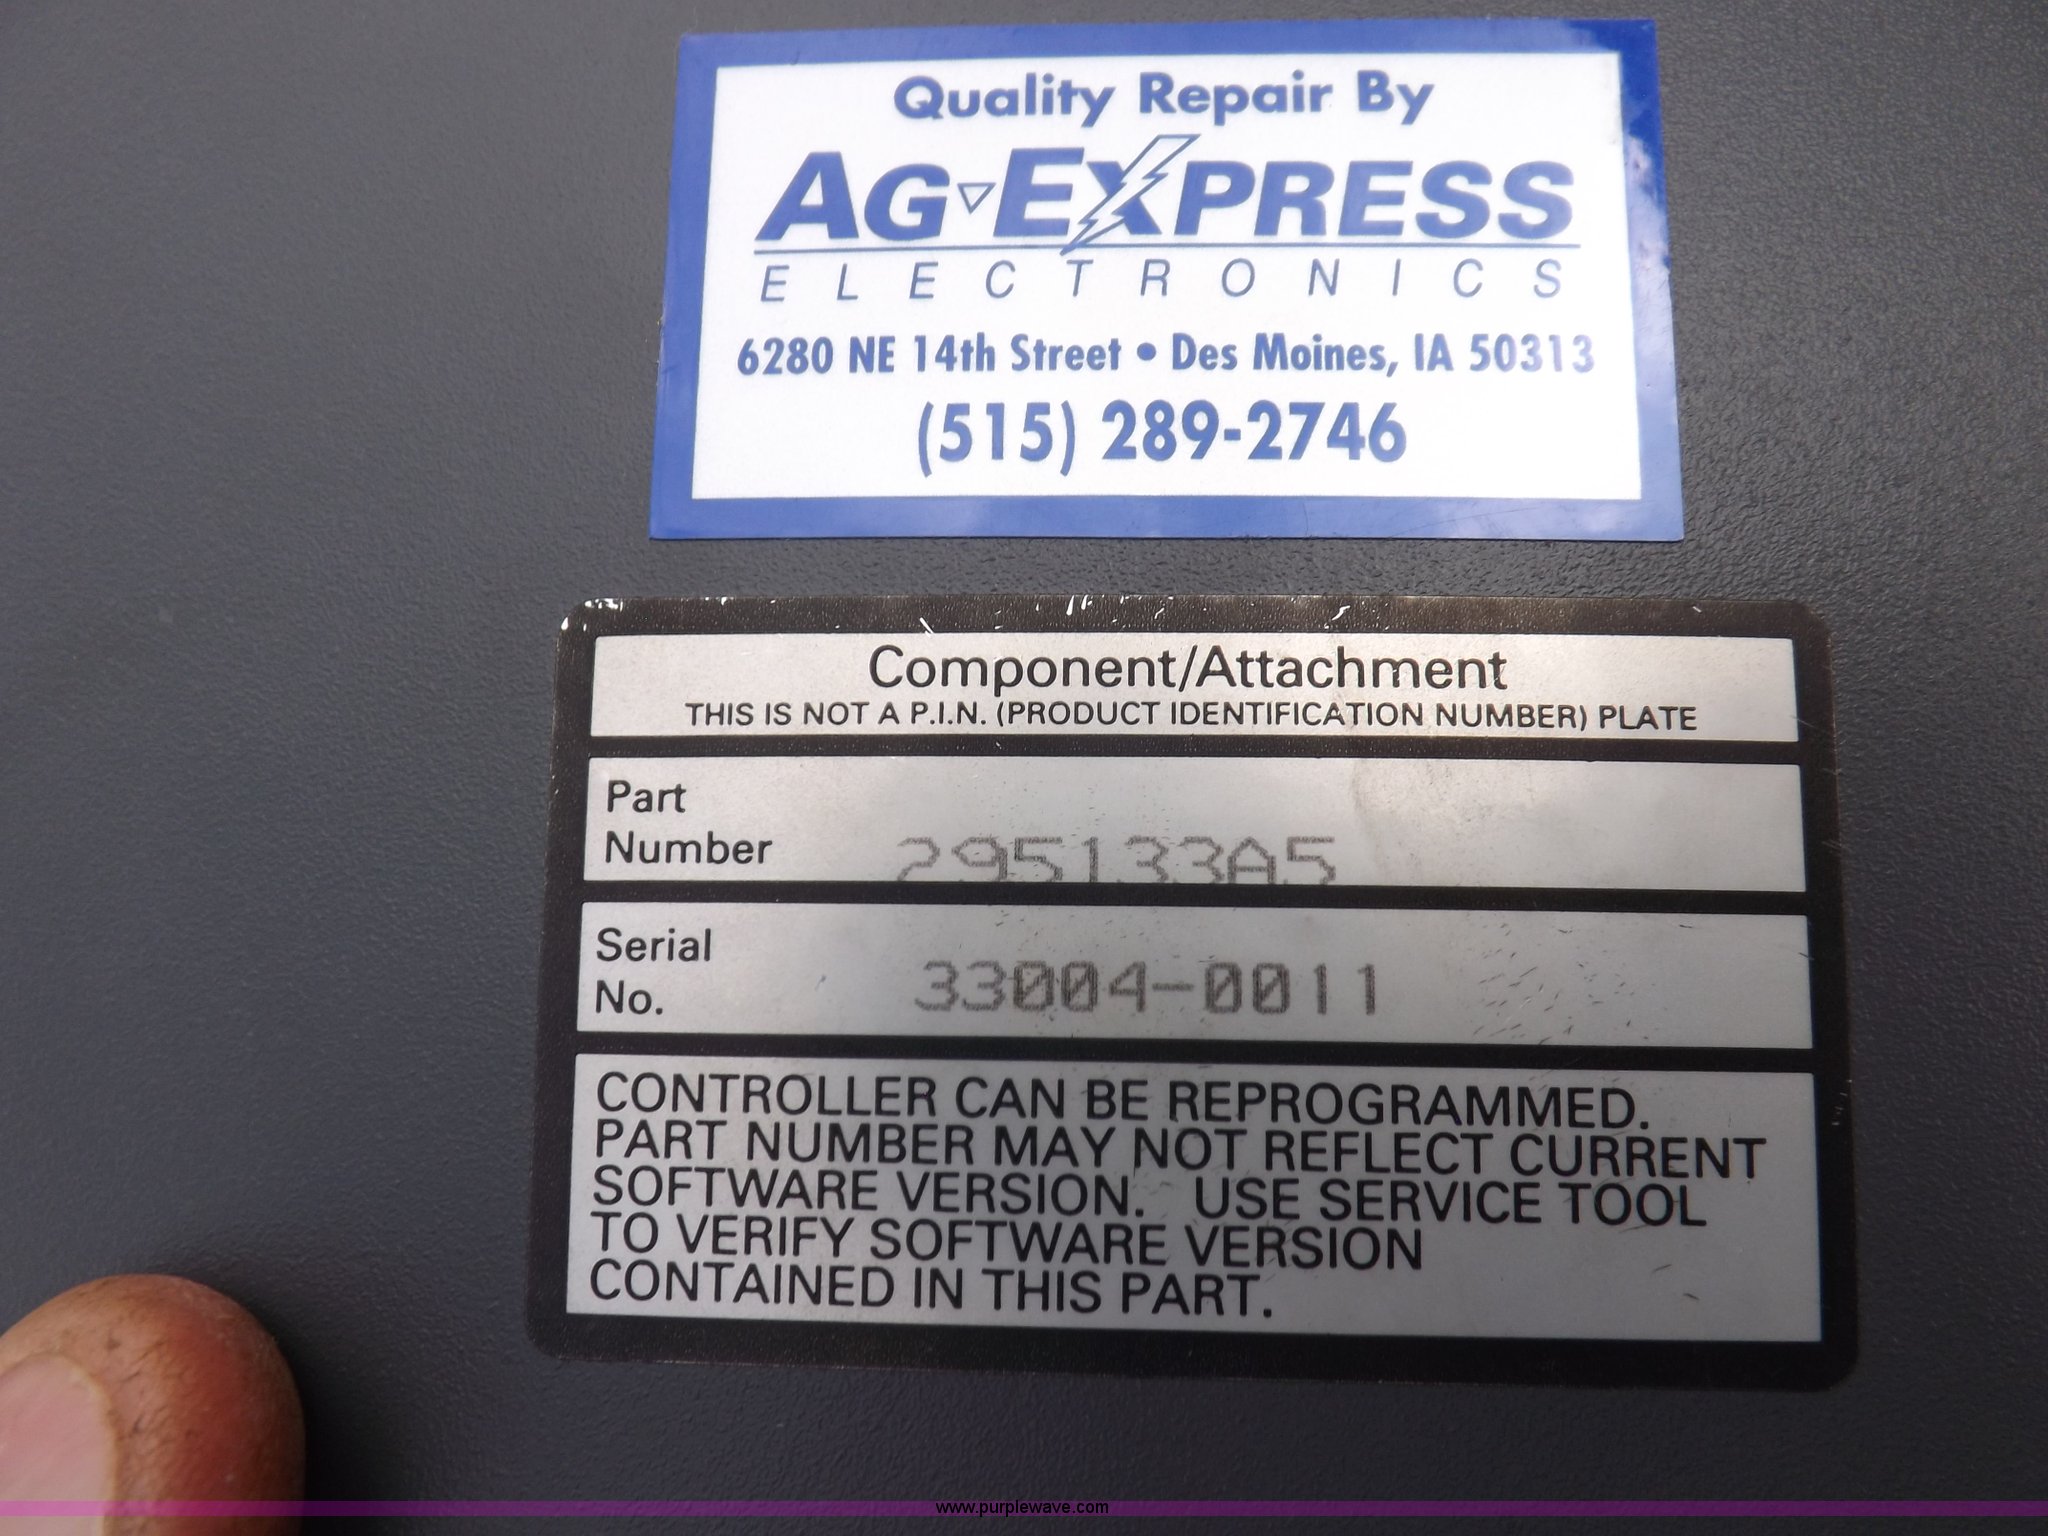 Quality Repair By
AG EXPRESS
ELECTRONICS
6280 NE 14th Street • Des Moines, IA 50313
(515) 289-2746
Component/Attachment
THIS IS NOT A P.I.N. (PRODUCT IDENTIFICATION NUMBER) PLATE
Part
Number 295133A5
Serial
No. 33004-0011
CONTROLLER CAN BE REPROGRAMMED.
PART NUMBER MAY NOT REFLECT CURRENT
SOFTWARE VERSION. USE SERVICE TOOL
TO VERIFY SOFTWARE VERSION
CONTAINED IN THIS PART.
www.purplewave.com